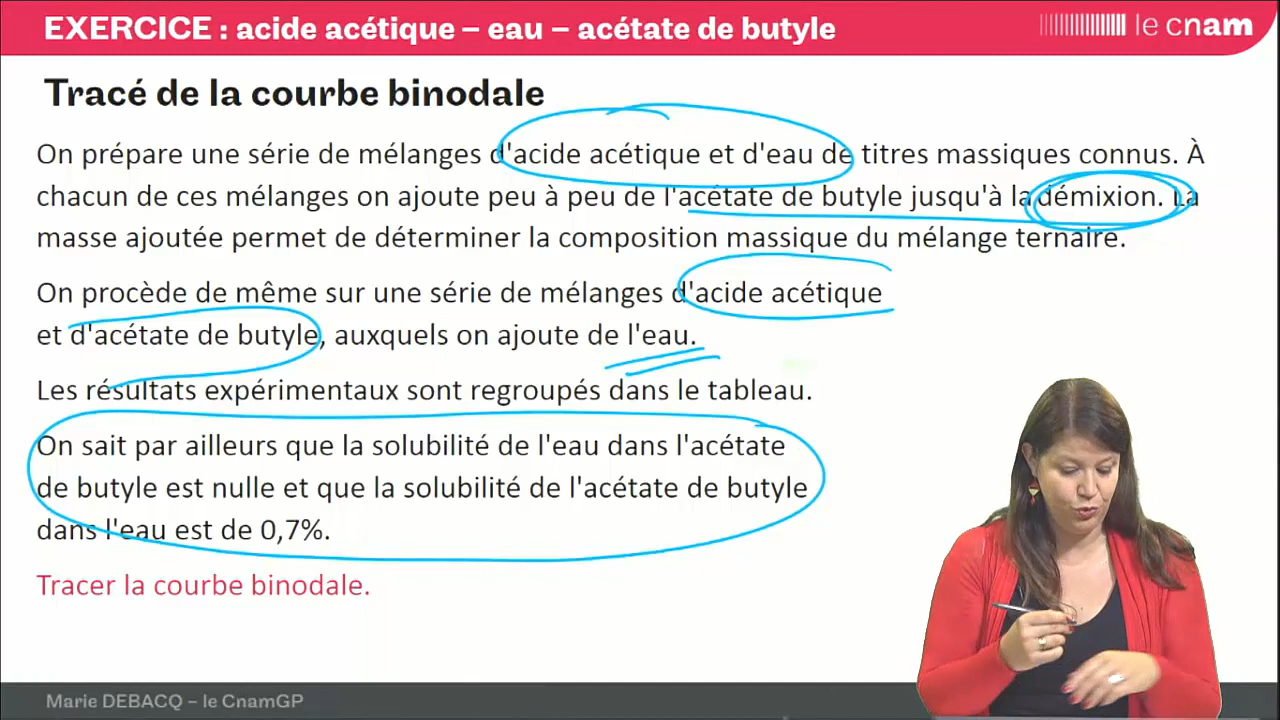 EXERCICE : acide acétique – eau – acétate de butyle
le cnam
Tracé de la courbe binodale
On prépare une série de mélanges d'acide acétique et d'eau de titres massiques connus. À
chacun de ces mélanges on ajoute peu à peu de l'acétate de butyle jusqu'à la démixion. La
masse ajoutée permet de déterminer la composition massique du mélange ternaire.
On procède de même sur une série de mélanges d'acide acétique
et d'acétate de butyle, auxquels on ajoute de l'eau.
Les résultats expérimentaux sont regroupés dans le tableau.
On sait par ailleurs que la solubilité de l'eau dans l'acétate
de butyle est nulle et que la solubilité de l'acétate de butyle
dans l'eau est de 0,7%.
Tracer la courbe binodale.
Marie DEBACQ – le CnamGP